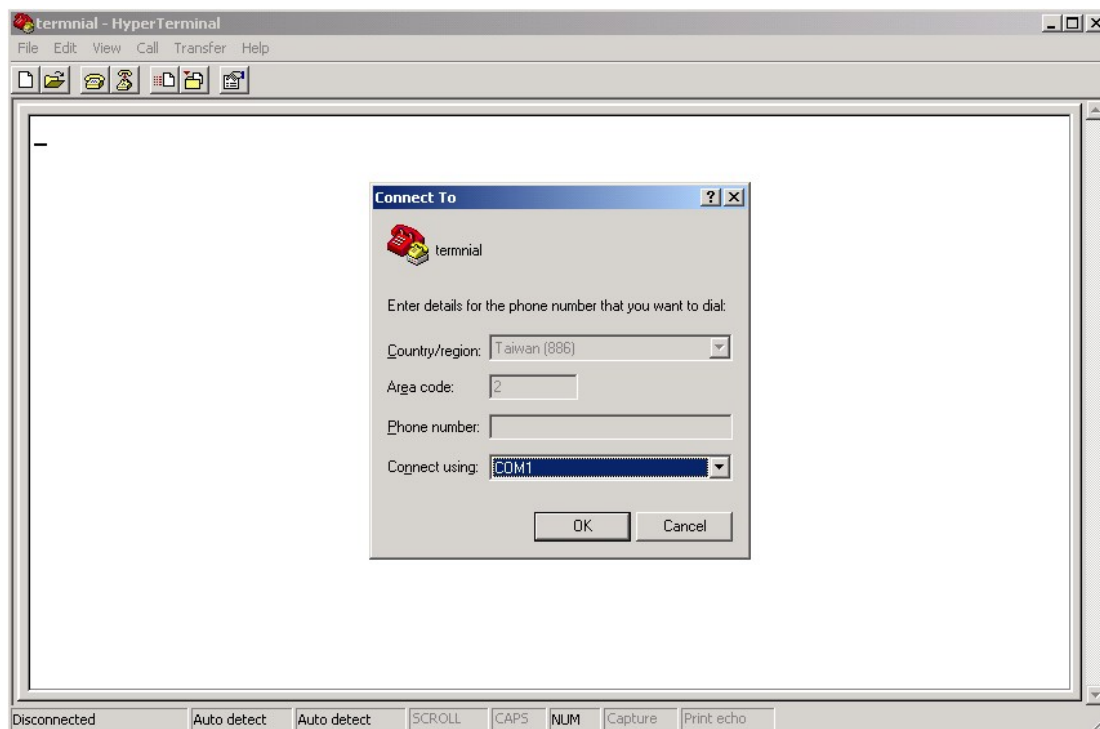 termnial - HyperTerminal
File Edit View Call Transfer Help
Connect To
termnial
Enter details for the phone number that you want to dial:
Country/region: Taiwan (886)
Area code: 2
Phone number:
Connect using: COM1
OK Cancel
Disconnected Auto detect Auto detect SCROLL CAPS NUM Capture Print echo